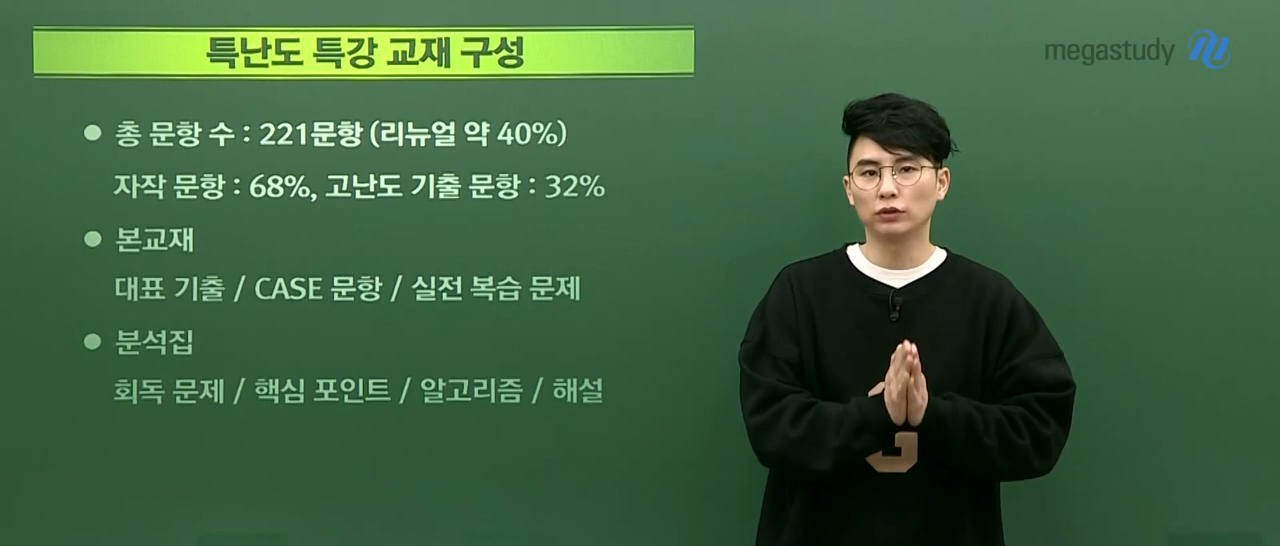 특난도 특강 교재 구성
megastudy
● 총 문항 수 : 221문항 (리뉴얼 약 40%)
자작 문항 : 68%, 고난도 기출 문항 : 32%
● 본교재
대표 기출 / CASE 문항 / 실전 복습 문제
● 분석집
회독 문제 / 핵심 포인트 / 알고리즘 / 해설
G